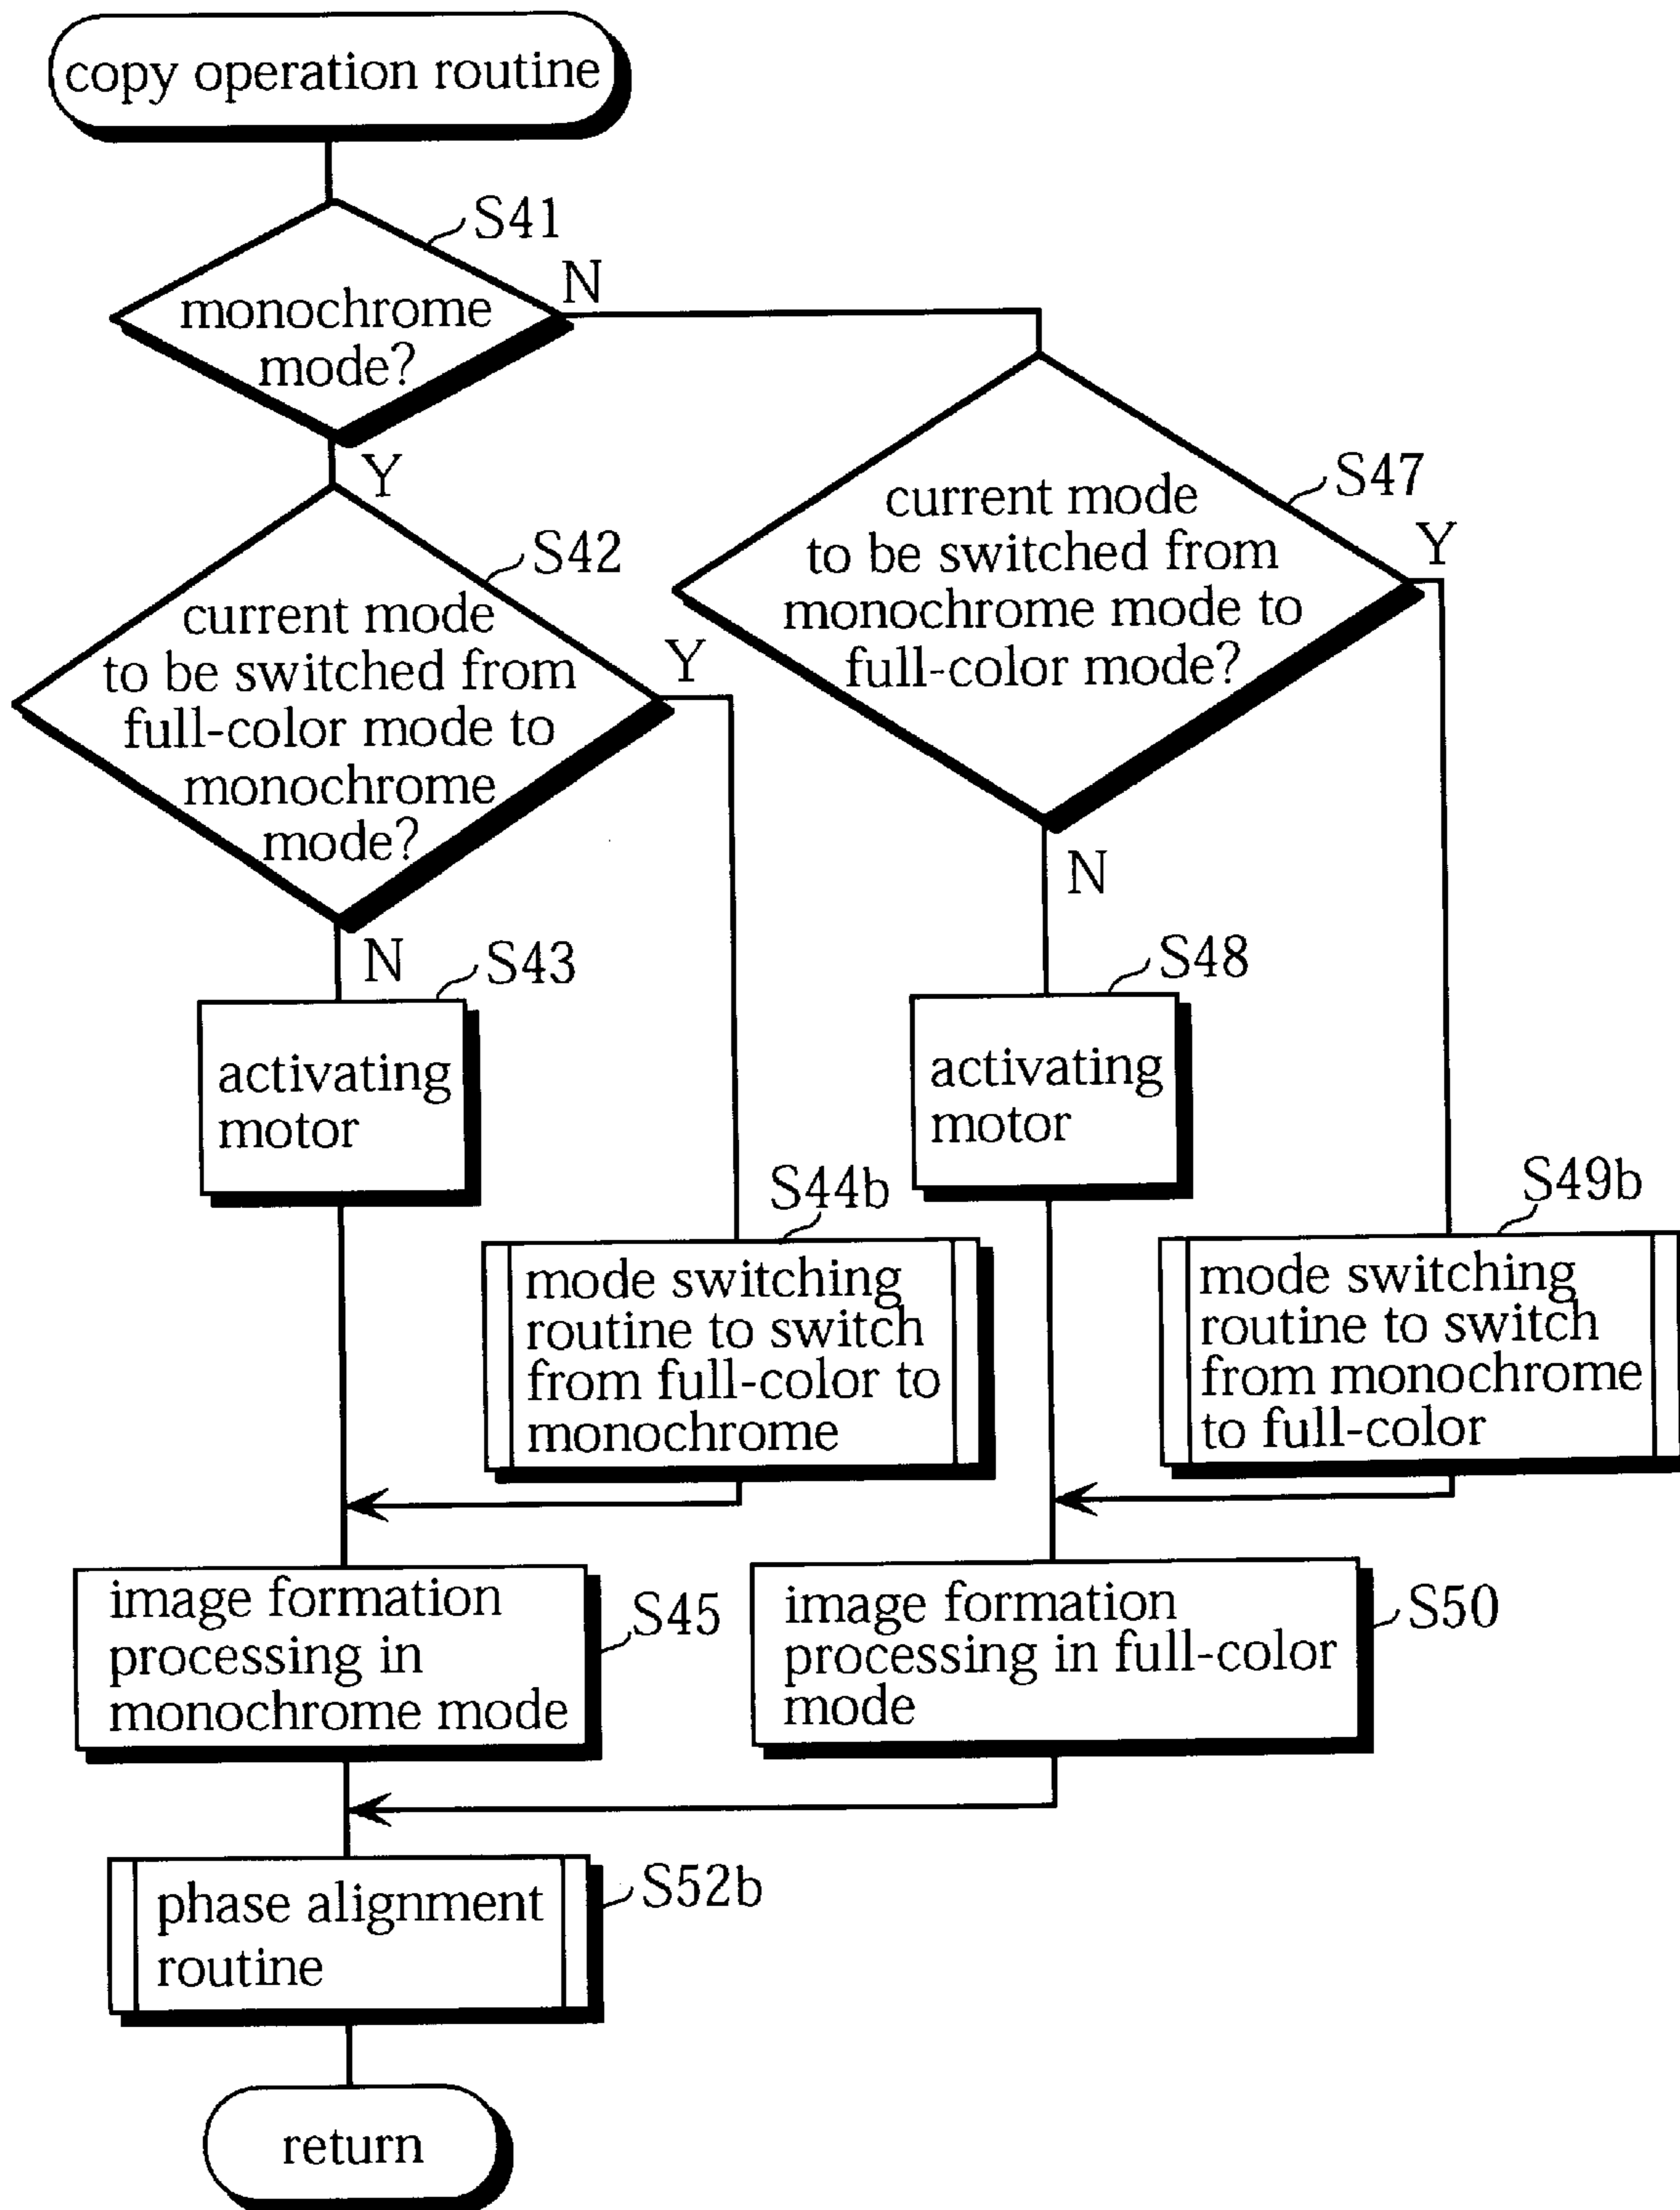 copy operation routine
S41
monochrome
mode?
N
Y
S42
current mode
to be switched from
full-color mode to
monochrome
mode?
Y
N
S47
current mode
to be switched from
monochrome mode to
full-color mode?
Y
N
S43
activating
motor
S48
activating
motor
S44b
mode switching
routine to switch
from full-color to
monochrome
S49b
mode switching
routine to switch
from monochrome
to full-color
image formation
processing in
monochrome mode
S45
image formation
processing in full-color
mode
S50
phase alignment
routine
S52b
return